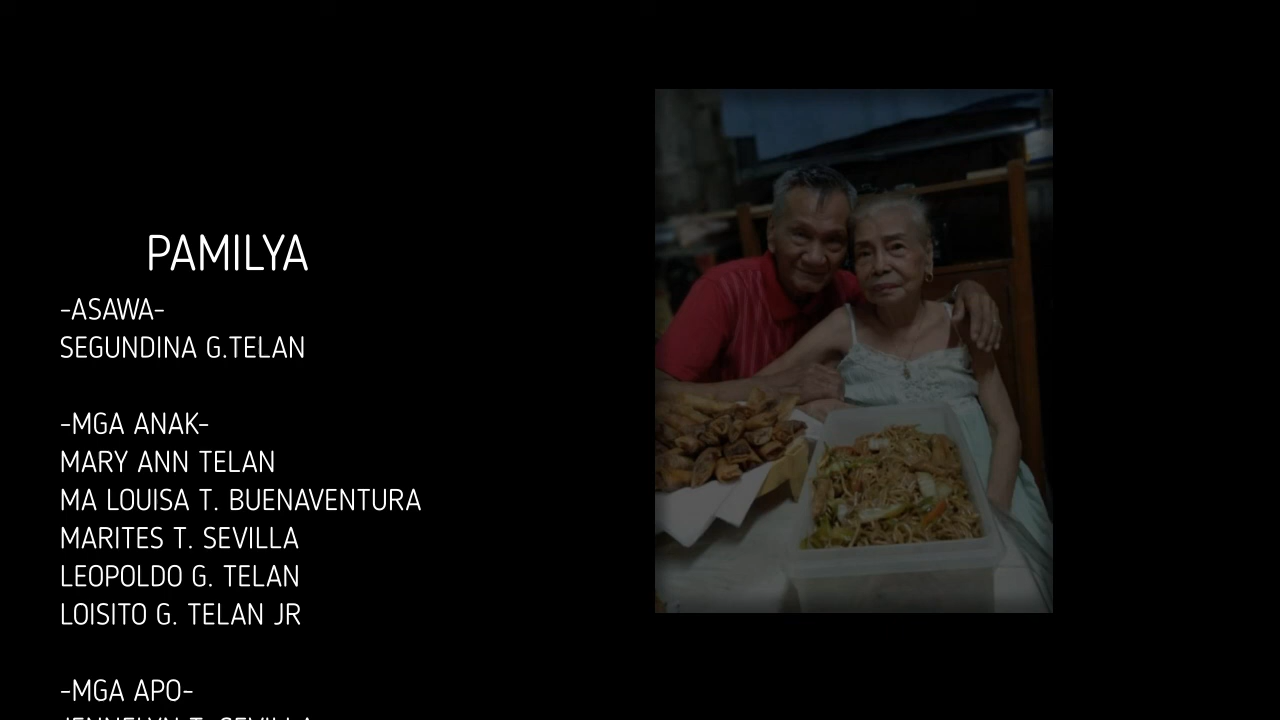 PAMILYA
-ASAWA-
SEGUNDINA G.TELAN
-MGA ANAK-
MARY ANN TELAN
MA LOUISA T. BUENAVENTURA
MARITES T. SEVILLA
LEOPOLDO G. TELAN
LOISITO G. TELAN JR
-MGA APO-